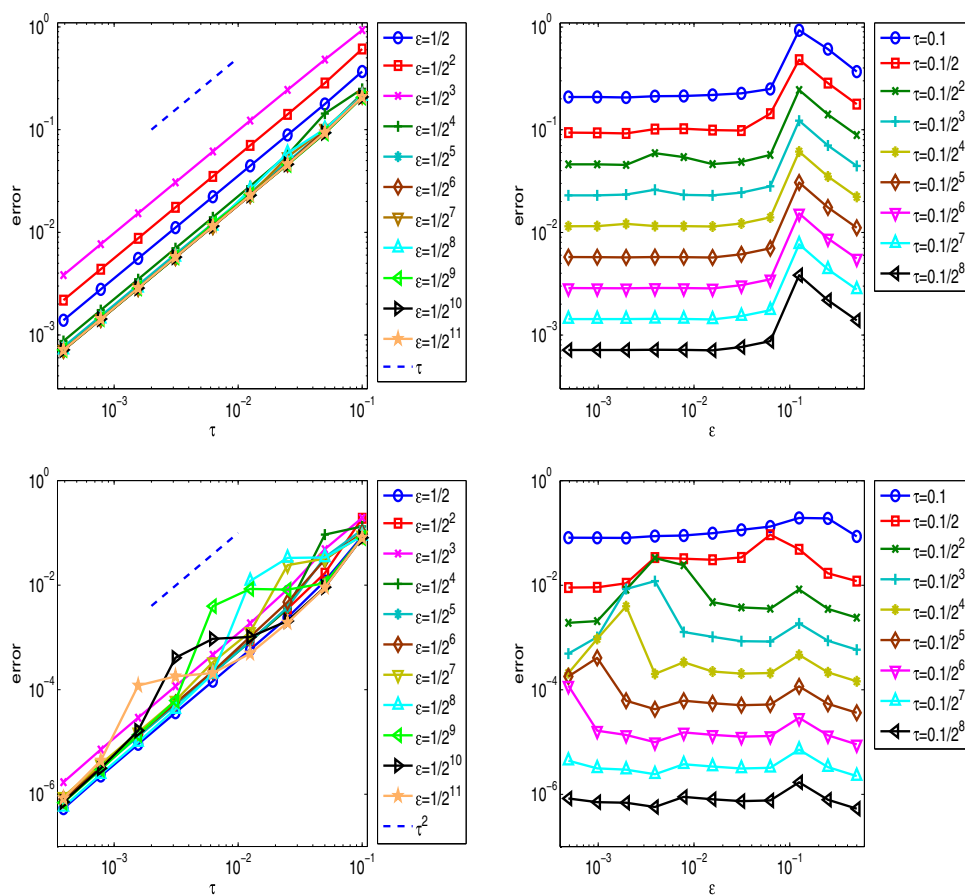 10^0
10^-1
10^-2
10^-3
error
10^-3
10^-2
10^-1
τ
ε=1/2
ε=1/2^2
ε=1/2^3
ε=1/2^4
ε=1/2^5
ε=1/2^6
ε=1/2^7
ε=1/2^8
ε=1/2^9
ε=1/2^10
ε=1/2^11
τ
10^0
10^-1
10^-2
10^-3
error
10^-3
10^-2
10^-1
ε
τ=0.1
τ=0.1/2
τ=0.1/2^2
τ=0.1/2^3
τ=0.1/2^4
τ=0.1/2^5
τ=0.1/2^6
τ=0.1/2^7
τ=0.1/2^8
10^0
10^-2
10^-4
10^-6
error
10^-3
10^-2
10^-1
τ
ε=1/2
ε=1/2^2
ε=1/2^3
ε=1/2^4
ε=1/2^5
ε=1/2^6
ε=1/2^7
ε=1/2^8
ε=1/2^9
ε=1/2^10
ε=1/2^11
τ^2
10^0
10^-2
10^-4
10^-6
error
10^-3
10^-2
10^-1
ε
τ=0.1
τ=0.1/2
τ=0.1/2^2
τ=0.1/2^3
τ=0.1/2^4
τ=0.1/2^5
τ=0.1/2^6
τ=0.1/2^7
τ=0.1/2^8